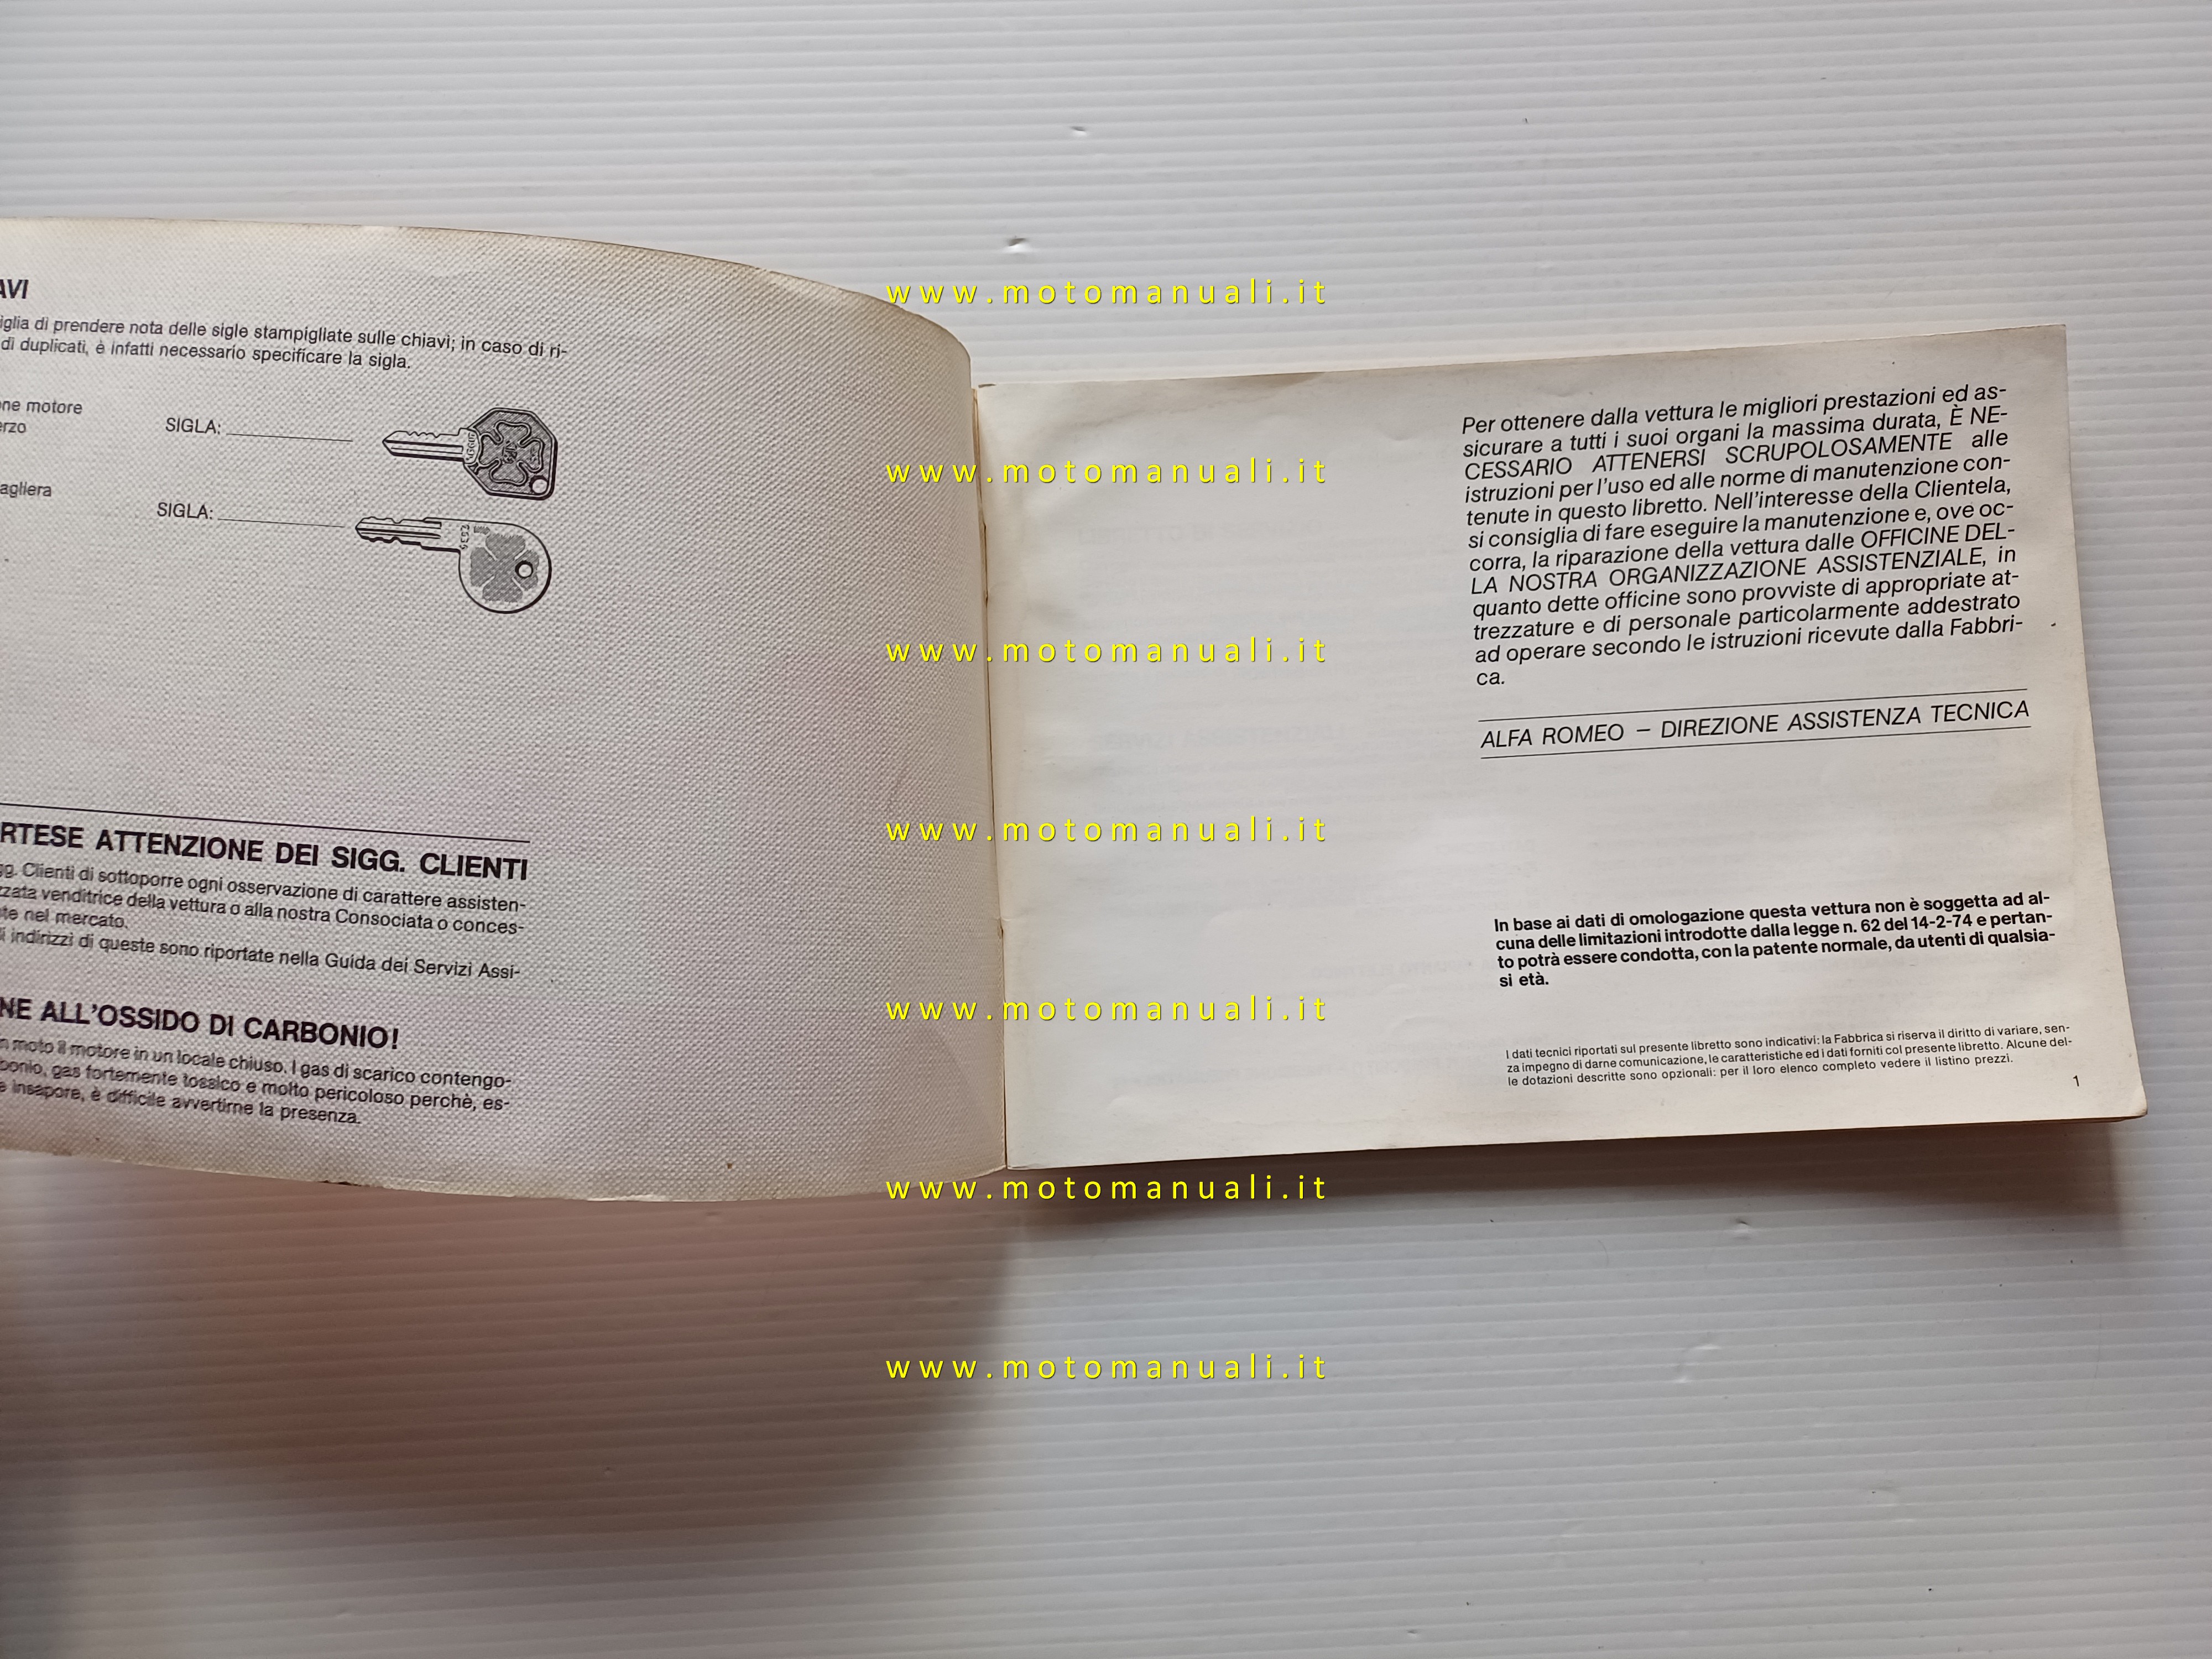 AVI
iglia di prendere nota delle sigle stampigliate sulle chiavi; in caso di ri-
di duplicati, è infatti necessario specificare la sigla.
ne motore
erzo
SIGLA:
agliera
SIGLA:
RTESE ATTENZIONE DEI SIGG. CLIENTI
gg. Clienti di sottoporre ogni osservazione di carattere assisten-
zzata venditrice della vettura o alla nostra Consociata o conces-
te nel mercato.
i indirizzi di queste sono riportate nella Guida dei Servizi Assi-
NE ALL'OSSIDO DI CARBONIO!
n moto il motore in un locale chiuso. I gas di scarico contengo-
bonio, gas fortemente tossico e molto pericoloso perchè, es-
e insapore, è difficile avvertirne la presenza.
Per ottenere dalla vettura le migliori prestazioni ed as-
sicurare a tutti i suoi organi la massima durata, È NE-
CESSARIO ATTENERSI SCRUPOLOSAMENTE alle
istruzioni per l'uso ed alle norme di manutenzione con-
tenute in questo libretto. Nell'interesse della Clientela,
si consiglia di fare eseguire la manutenzione e, ove oc-
corra, la riparazione della vettura dalle OFFICINE DEL-
LA NOSTRA ORGANIZZAZIONE ASSISTENZIALE, in
quanto dette officine sono provviste di appropriate at-
trezzature e di personale particolarmente addestrato
ad operare secondo le istruzioni ricevute dalla Fabbri-
ca.
ALFA ROMEO – DIREZIONE ASSISTENZA TECNICA
In base ai dati di omologazione questa vettura non è soggetta ad al-
cuna delle limitazioni introdotte dalla legge n. 62 del 14-2-74 e pertan-
to potrà essere condotta, con la patente normale, da utenti di qualsia-
si età.
I dati tecnici riportati sul presente libretto sono indicativi: la Fabbrica si riserva il diritto di variare, sen-
za impegno di darne comunicazione, le caratteristiche ed i dati forniti col presente libretto. Alcune del-
le dotazioni descritte sono opzionali: per il loro elenco completo vedere il listino prezzi.
1
www.motomanuali.it
www.motomanuali.it
www.motomanuali.it
www.motomanuali.it
www.motomanuali.it
www.motomanuali.it
www.motomanuali.it